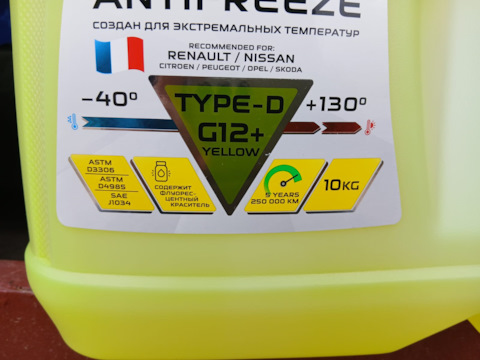 ANTIFREEZE
СОЗДАН ДЛЯ ЭКСТРЕМАЛЬНЫХ ТЕМПЕРАТУР
RECOMMENDED FOR:
RENAULT / NISSAN
CITROEN / PEUGEOT / OPEL / SKODA
-40°
TYPE-D
+130°
G12+
YELLOW
ASTM
D3306
ASTM
D4985
SAE
J1034
СОДЕРЖИТ
ФЛУОРЕС-
ЦЕНТНЫЙ
КРАСИТЕЛЬ
5 YEARS
250 000 KM
10KG